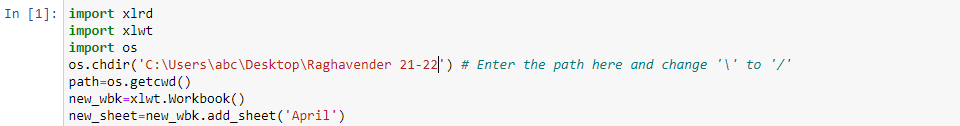 In [1]: import xlrd
import xlwt
import os
os.chdir('C:\Users\abc\Desktop\Raghavender 21-22') # Enter the path here and change '\' to '/'
path=os.getcwd()
new_wbk=xlwt.Workbook()
new_sheet=new_wbk.add_sheet('April')